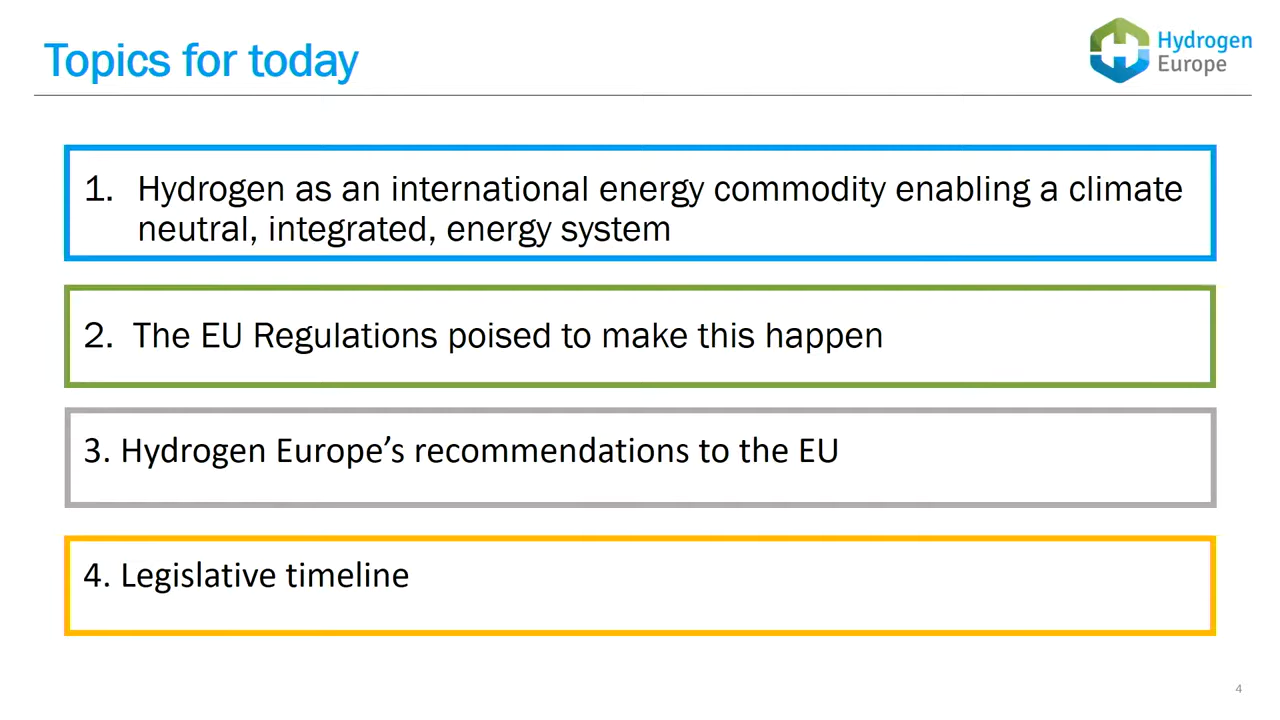 Topics for today
Hydrogen
Europe
1. Hydrogen as an international energy commodity enabling a climate
neutral, integrated, energy system
2. The EU Regulations poised to make this happen
3. Hydrogen Europe’s recommendations to the EU
4. Legislative timeline
4